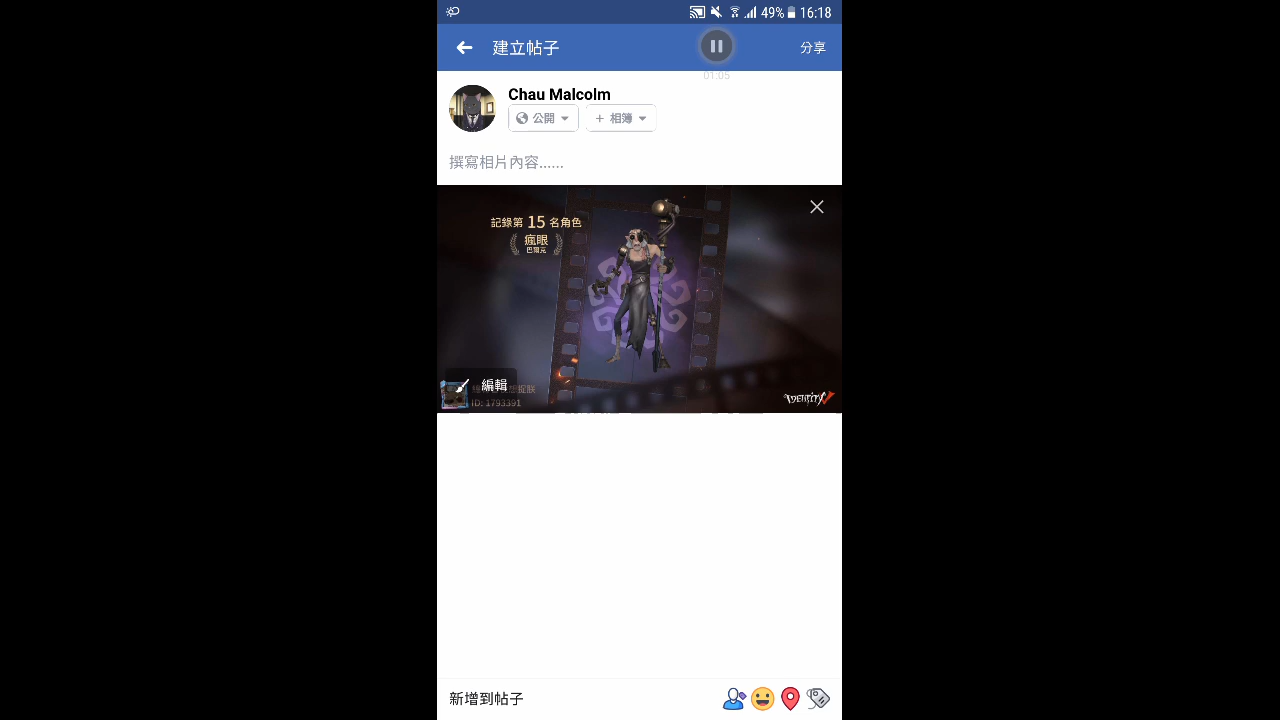 49% 16:18
建立帖子
分享
01:05
Chau Malcolm
公開
+ 相簿
撰寫相片內容......
記錄第 15 名角色
瘋眼
巴爾克
編輯
ID: 1793391
IDENTITY V
新增到帖子